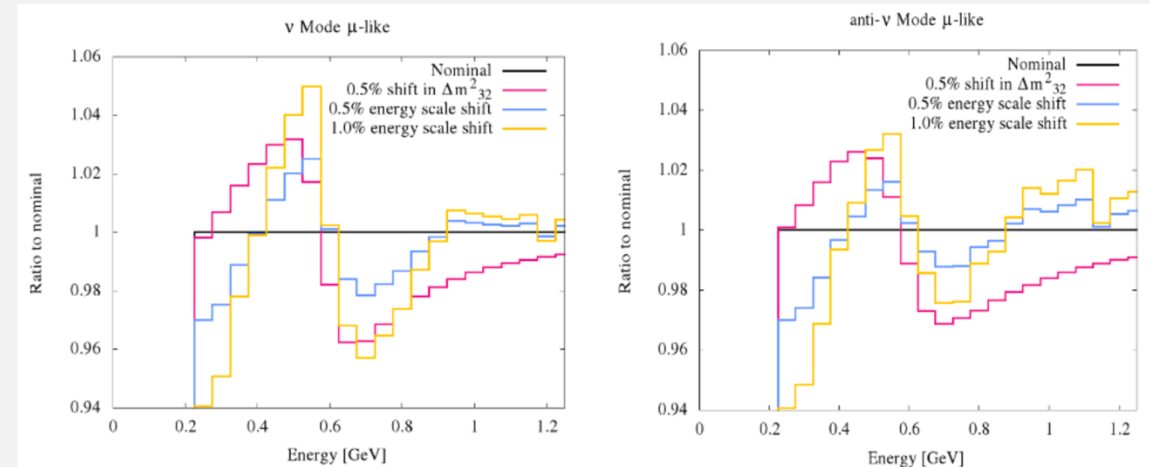 ν Mode μ-like
1.06
1.04
1.02
1
0.98
0.96
0.94
Ratio to nominal
Nominal
0.5% shift in Δm²₃₂
0.5% energy scale shift
1.0% energy scale shift
0
0.2
0.4
0.6
0.8
1
1.2
Energy [GeV]
anti-ν Mode μ-like
1.06
1.04
1.02
1
0.98
0.96
0.94
Ratio to nominal
Nominal
0.5% shift in Δm²₃₂
0.5% energy scale shift
1.0% energy scale shift
0
0.2
0.4
0.6
0.8
1
1.2
Energy [GeV]